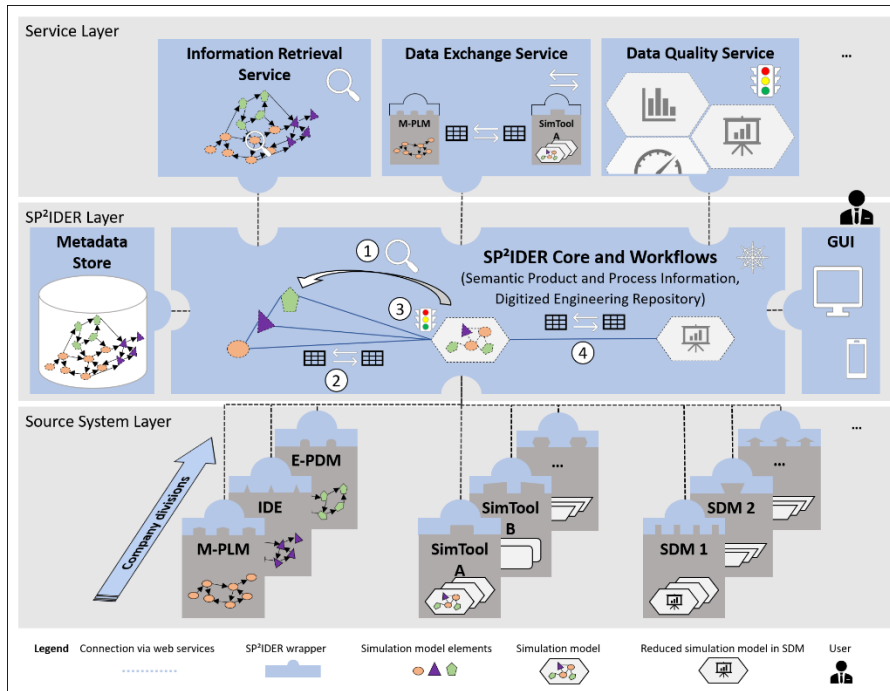 Service Layer
Information Retrieval
Service
Data Exchange Service
M-PLM
SimTool
A
Data Quality Service
...
SP²IDER Layer
Metadata
Store
1
SP²IDER Core and Workflows
(Semantic Product and Process Information,
Digitized Engineering Repository)
3
2
4
GUI
Source System Layer
Company divisions
E-PDM
IDE
M-PLM
...
SimTool
B
SimTool
A
...
SDM 2
SDM 1
...
Legend
Connection via web services
SP²IDER wrapper
Simulation model elements
Simulation model
Reduced simulation model in SDM
User